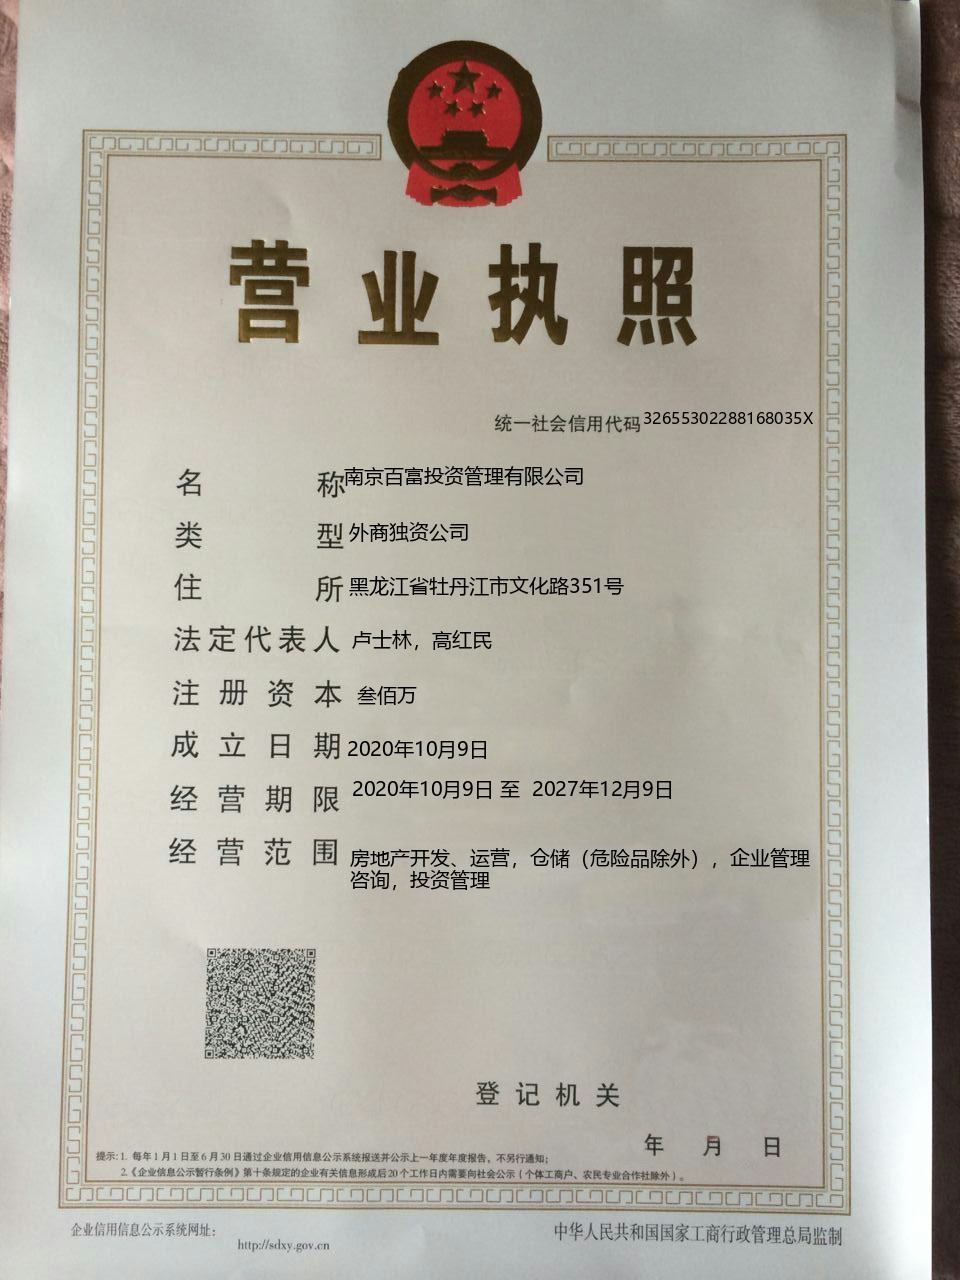 营业执照
统一社会信用代码 32655302288168035X
名称 南京百富投资管理有限公司
类型 外商独资公司
住所 黑龙江省牡丹江市文化路351号
法定代表人 卢士林，高红民
注册资本 叁佰万
成立日期 2020年10月9日
经营期限 2020年10月9日 至 2027年12月9日
经营范围 房地产开发、运营，仓储（危险品除外），企业管理
咨询，投资管理
登记机关
年 月 日
提示：1. 每年1月1日至6月30日通过企业信用信息公示系统报送并公示上一年度年度报告，不另行通知；
2.《企业信息公示暂行条例》第十条规定的企业有关信息形成后20个工作日内需要向社会公示（个体工商户、农民专业合作社除外）。
企业信用信息公示系统网址：
http://sdxy.gov.cn
中华人民共和国国家工商行政管理总局监制